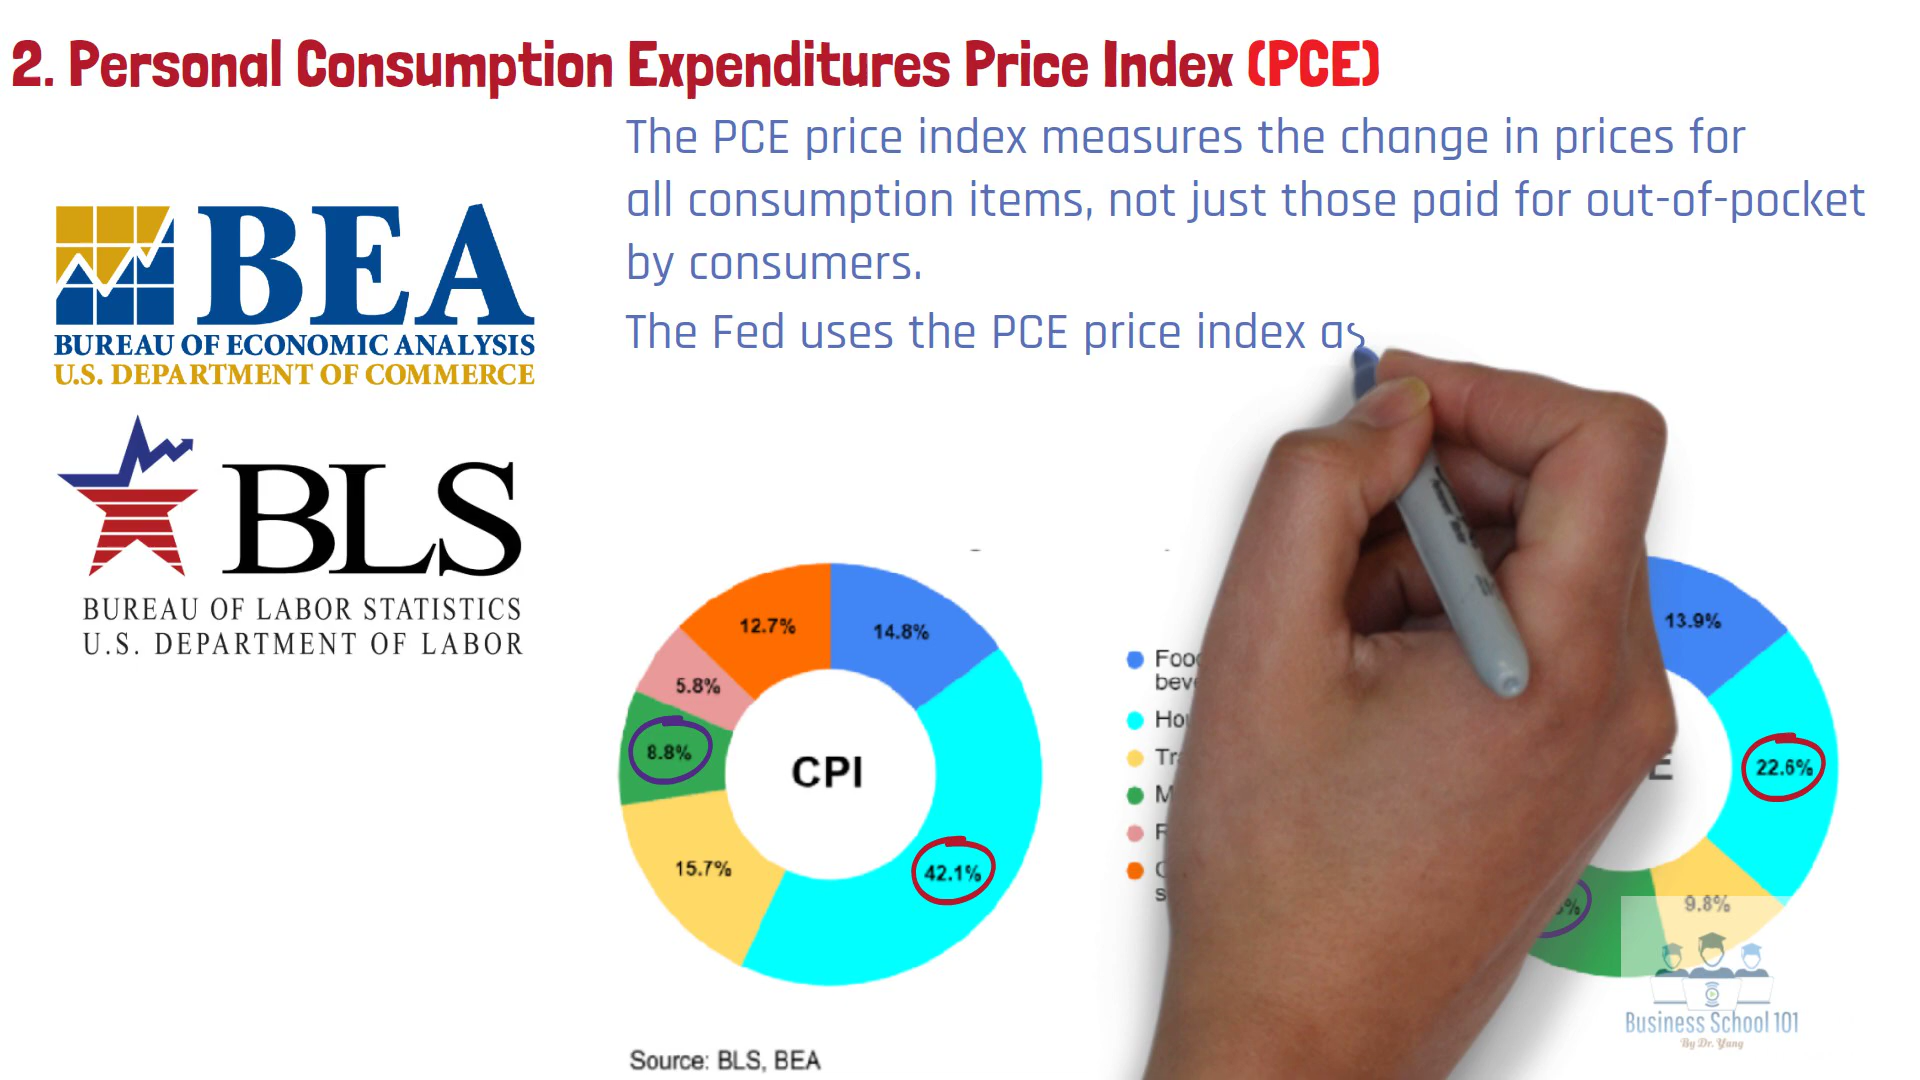 2. Personal Consumption Expenditures Price Index (PCE)
The PCE price index measures the change in prices for
all consumption items, not just those paid for out-of-pocket
by consumers.
The Fed uses the PCE price index as
BEA
BUREAU OF ECONOMIC ANALYSIS
U.S. DEPARTMENT OF COMMERCE
BLS
BUREAU OF LABOR STATISTICS
U.S. DEPARTMENT OF LABOR
12.7%
14.8%
5.8%
8.8%
CPI
15.7%
42.1%
13.9%
22.6%
9.8%
Source: BLS, BEA
Business School 101
By Dr. Yang